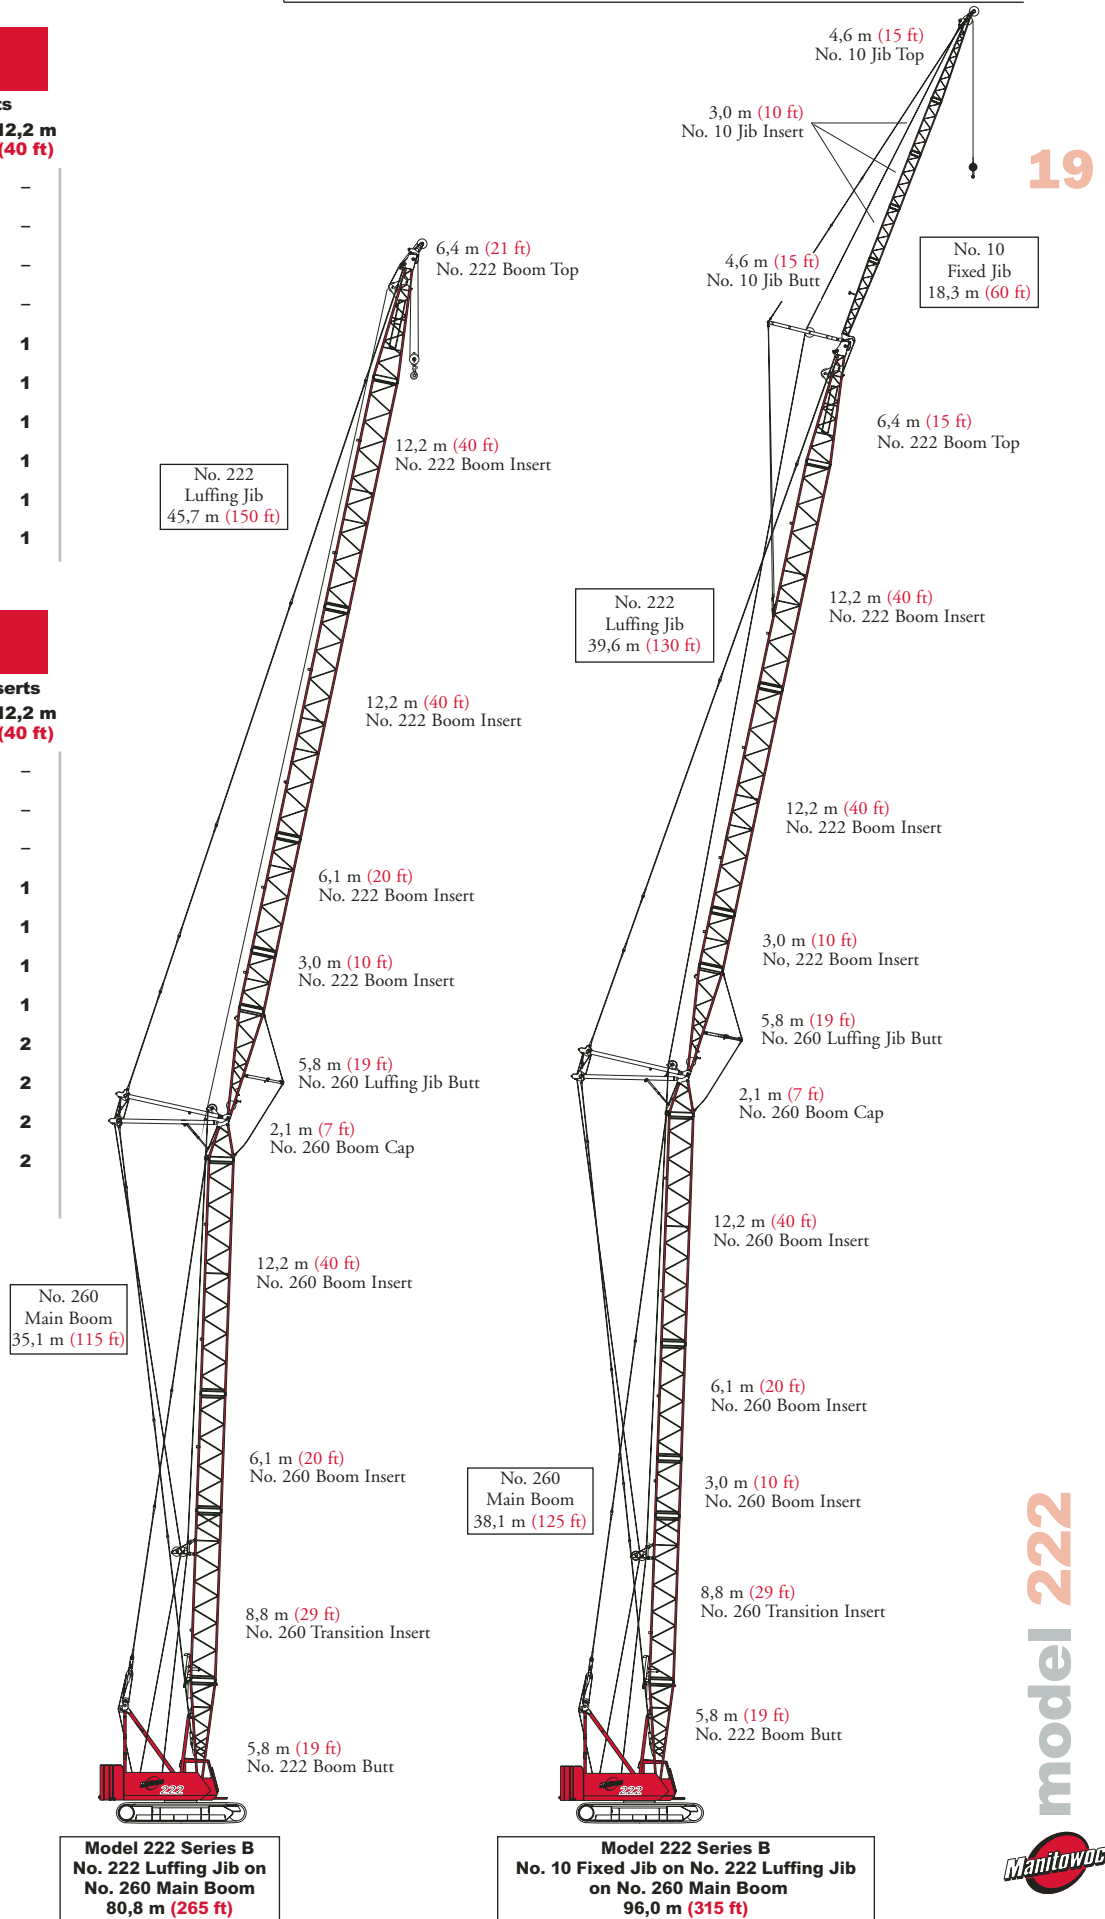 ts
12,2 m
(40 ft)
–
–
–
–
1
1
1
1
1
1
serts
12,2 m
(40 ft)
–
–
–
1
1
1
1
2
2
2
2
6,4 m (21 ft)
No. 222 Boom Top
12,2 m (40 ft)
No. 222 Boom Insert
No. 222
Luffing Jib
45,7 m (150 ft)
12,2 m (40 ft)
No. 222 Boom Insert
6,1 m (20 ft)
No. 222 Boom Insert
3,0 m (10 ft)
No. 222 Boom Insert
5,8 m (19 ft)
No. 260 Luffing Jib Butt
2,1 m (7 ft)
No. 260 Boom Cap
12,2 m (40 ft)
No. 260 Boom Insert
No. 260
Main Boom
35,1 m (115 ft)
6,1 m (20 ft)
No. 260 Boom Insert
8,8 m (29 ft)
No. 260 Transition Insert
5,8 m (19 ft)
No. 222 Boom Butt
Manitowoc
222
Model 222 Series B
No. 222 Luffing Jib on
No. 260 Main Boom
80,8 m (265 ft)
4,6 m (15 ft)
No. 10 Jib Top
3,0 m (10 ft)
No. 10 Jib Insert
4,6 m (15 ft)
No. 10 Jib Butt
No. 10
Fixed Jib
18,3 m (60 ft)
6,4 m (15 ft)
No. 222 Boom Top
12,2 m (40 ft)
No. 222 Boom Insert
No. 222
Luffing Jib
39,6 m (130 ft)
12,2 m (40 ft)
No. 222 Boom Insert
3,0 m (10 ft)
No, 222 Boom Insert
5,8 m (19 ft)
No. 260 Luffing Jib Butt
2,1 m (7 ft)
No. 260 Boom Cap
12,2 m (40 ft)
No. 260 Boom Insert
6,1 m (20 ft)
No. 260 Boom Insert
No. 260
Main Boom
38,1 m (125 ft)
3,0 m (10 ft)
No. 260 Boom Insert
8,8 m (29 ft)
No. 260 Transition Insert
5,8 m (19 ft)
No. 222 Boom Butt
Manitowoc
222
Model 222 Series B
No. 10 Fixed Jib on No. 222 Luffing Jib
on No. 260 Main Boom
96,0 m (315 ft)
19
model 222
Manitowoc